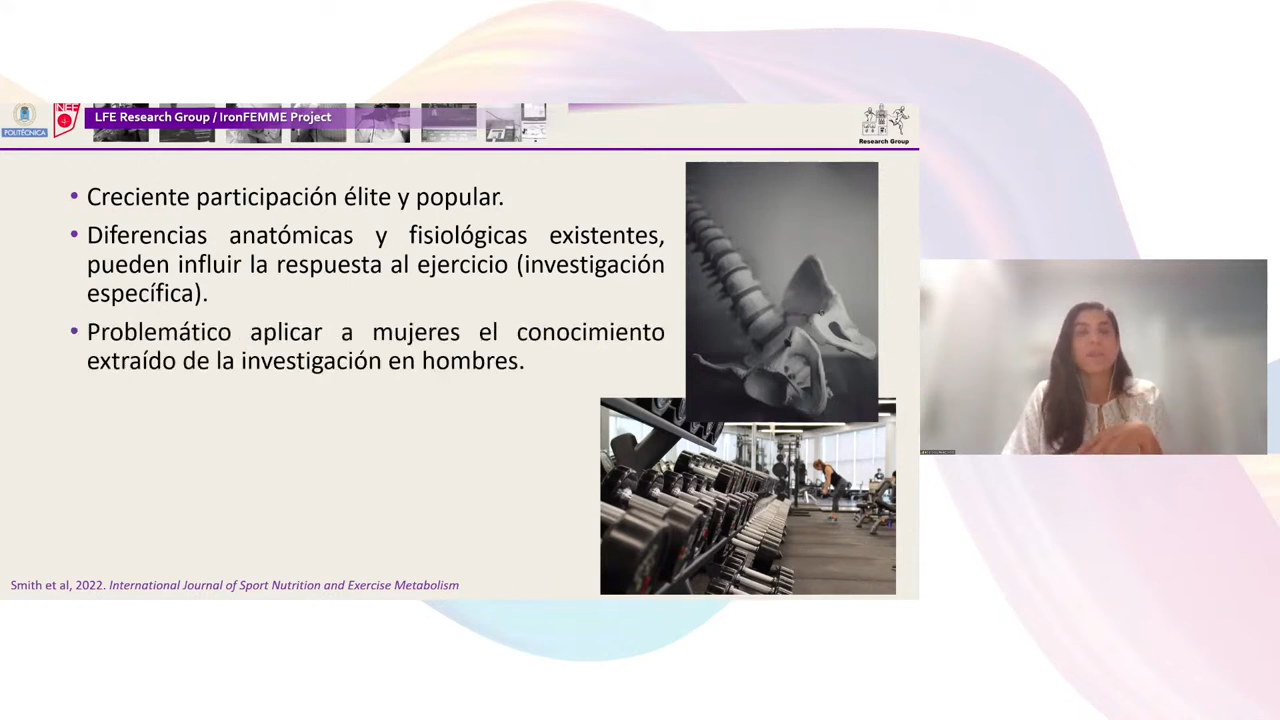 POLITÉCNICA
INEF
LFE Research Group / IronFEMME Project
Research Group
• Creciente participación élite y popular.
• Diferencias anatómicas y fisiológicas existentes,
pueden influir la respuesta al ejercicio (investigación
específica).
• Problemático aplicar a mujeres el conocimiento
extraído de la investigación en hombres.
Smith et al, 2022. International Journal of Sport Nutrition and Exercise Metabolism